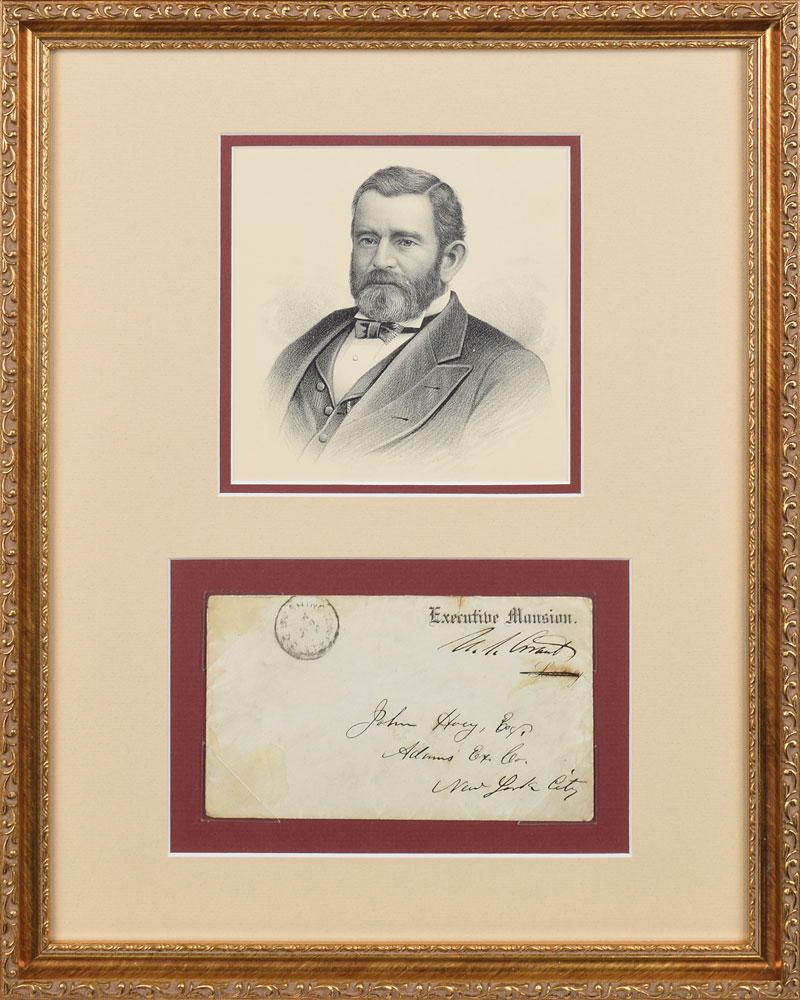 Executive Mansion.
U. S. Grant
John Hoey, Esq.
Adams Ex. Co.
New York City